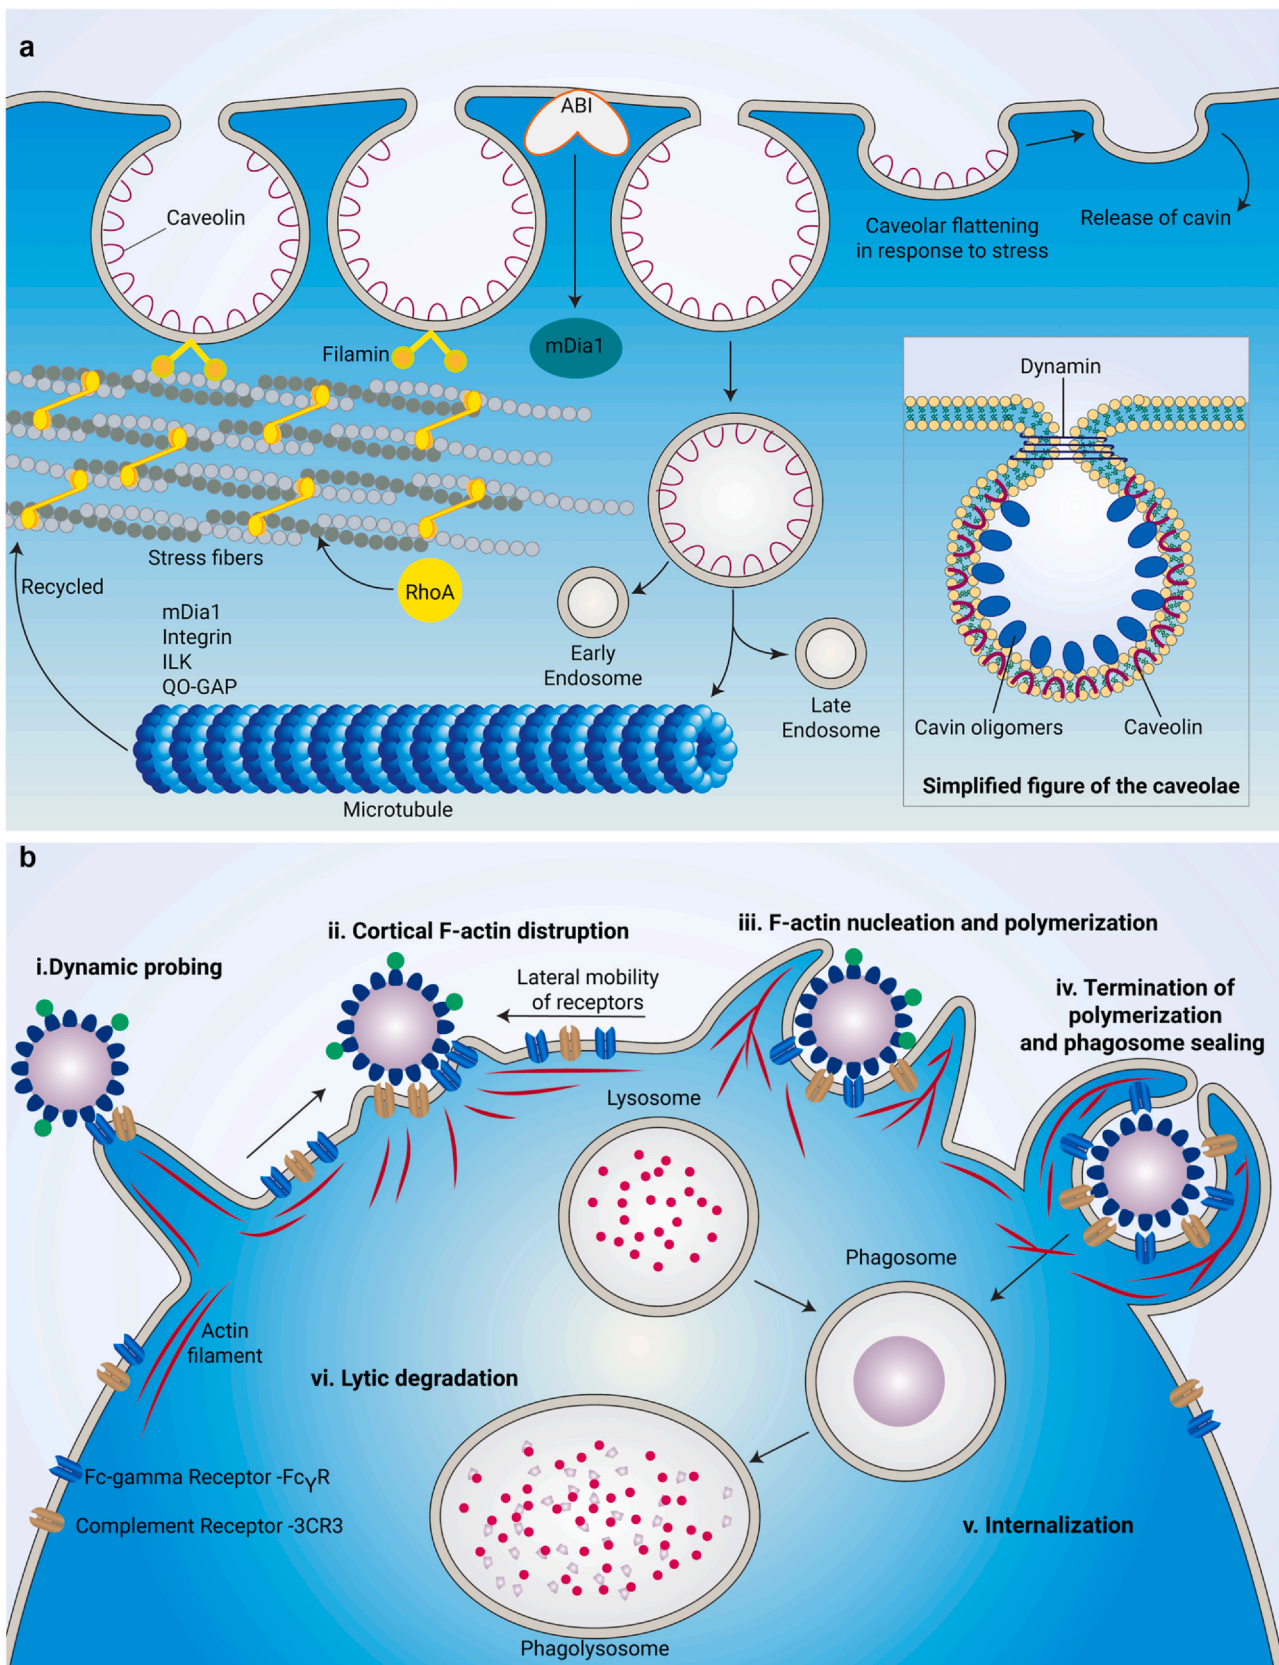 a
ABI
Caveolin
Caveolar flattening
in response to stress
Release of cavin
Filamin
mDia1
Dynamin
Stress fibers
Recycled
RhoA
mDia1
Integrin
ILK
QO-GAP
Early
Endosome
Late
Endosome
Cavin oligomers
Caveolin
Microtubule
Simplified figure of the caveolae
b
i.Dynamic probing
ii. Cortical F-actin distruption
Lateral mobility
of receptors
iii. F-actin nucleation and polymerization
iv. Termination of
polymerization
and phagosome sealing
Lysosome
Phagosome
Actin
filament
vi. Lytic degradation
Fc-gamma Receptor -FcγR
Complement Receptor -3CR3
v. Internalization
Phagolysosome